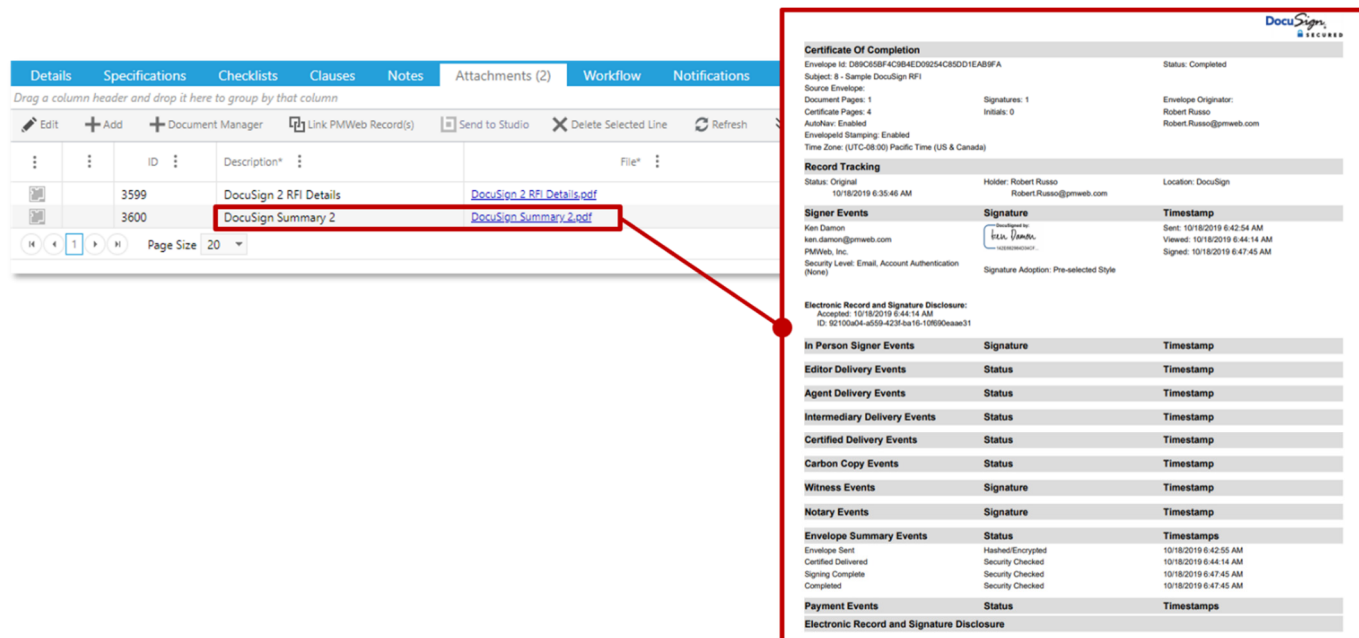 Details Specifications Checklists Clauses Notes Attachments (2) Workflow Notifications
Drag a column header and drop it here to group by that column
Edit Add Document Manager Link PMWeb Record(s) Send to Studio Delete Selected Line Refresh
ID Description* File*
3599 DocuSign 2 RFI Details DocuSign 2 RFI Details.pdf
3600 DocuSign Summary 2 DocuSign Summary 2.pdf
1 Page Size 20
DocuSign
SECURED
Certificate Of Completion
Envelope Id: D89C65BF4C9B4ED09254C85DD1EAB9FA Status: Completed
Subject: 8 - Sample DocuSign RFI
Source Envelope:
Document Pages: 1 Signatures: 1 Envelope Originator:
Certificate Pages: 4 Initials: 0 Robert Russo
AutoNav: Enabled Robert.Russo@pmweb.com
EnvelopeId Stamping: Enabled
Time Zone: (UTC-08:00) Pacific Time (US & Canada)
Record Tracking
Status: Original Holder: Robert Russo Location: DocuSign
10/18/2019 6:35:46 AM Robert.Russo@pmweb.com
Signer Events Signature Timestamp
Ken Damon DocuSigned by: Sent: 10/18/2019 6:42:54 AM
ken.damon@pmweb.com Ken Damon Viewed: 10/18/2019 6:44:14 AM
PMWeb, Inc. Signed: 10/18/2019 6:47:45 AM
Security Level: Email, Account Authentication
(None) Signature Adoption: Pre-selected Style
Electronic Record and Signature Disclosure:
Accepted: 10/18/2019 6:44:14 AM
ID: 92100a04-a559-423f-ba16-10f690eaae31
In Person Signer Events Signature Timestamp
Editor Delivery Events Status Timestamp
Agent Delivery Events Status Timestamp
Intermediary Delivery Events Status Timestamp
Certified Delivery Events Status Timestamp
Carbon Copy Events Status Timestamp
Witness Events Signature Timestamp
Notary Events Signature Timestamp
Envelope Summary Events Status Timestamps
Envelope Sent Hashed/Encrypted 10/18/2019 6:42:55 AM
Certified Delivered Security Checked 10/18/2019 6:44:14 AM
Signing Complete Security Checked 10/18/2019 6:47:45 AM
Completed Security Checked 10/18/2019 6:47:45 AM
Payment Events Status Timestamps
Electronic Record and Signature Disclosure